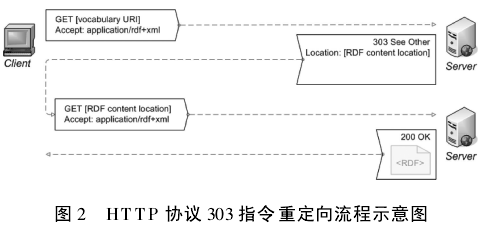 GET [vocabulary URI]
Accept: application/rdf+xml
Client
303 See Other
Location: [RDF content location]
Server
GET [RDF content location]
Accept: application/rdf+xml
200 OK
<RDF>
Server
图 2 HTTP 协议 303 指令重定向流程示意图